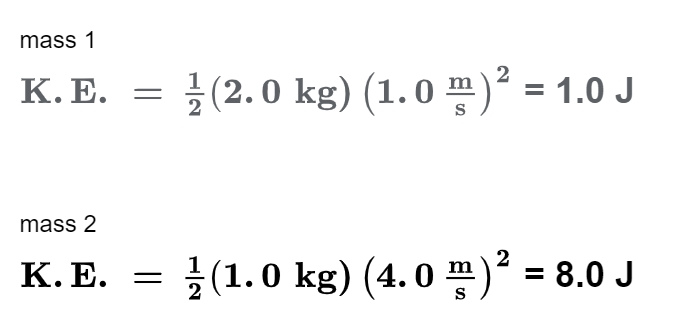 mass 1
K.E. = 1/2 (2.0 kg) (1.0 m/s)² = 1.0 J
mass 2
K.E. = 1/2 (1.0 kg) (4.0 m/s)² = 8.0 J